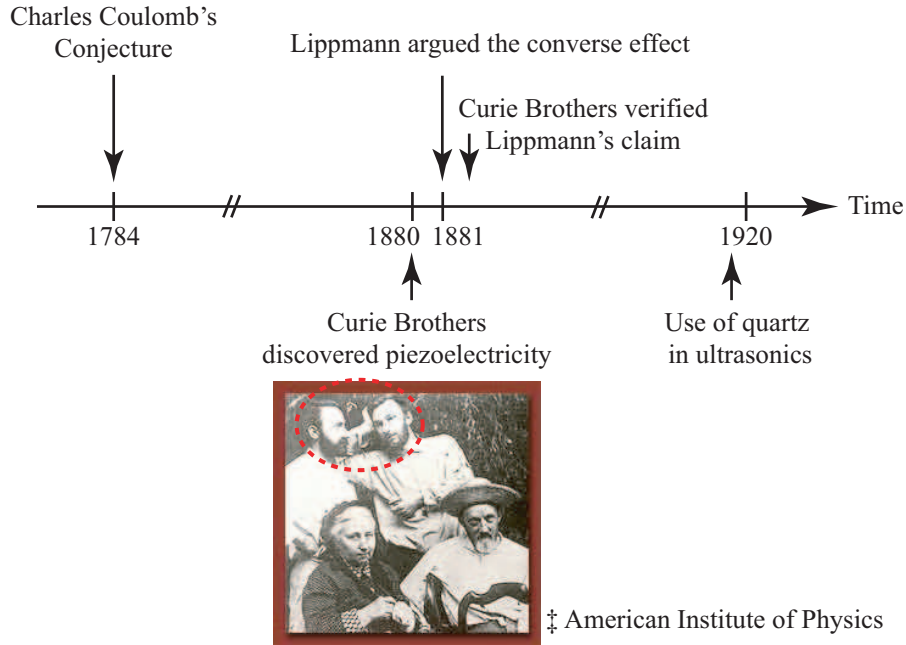 Charles Coulomb's
Conjecture
Lippmann argued the converse effect
Curie Brothers verified
Lippmann's claim
Time
1784
1880
1881
1920
Curie Brothers
discovered piezoelectricity
Use of quartz
in ultrasonics
‡ American Institute of Physics